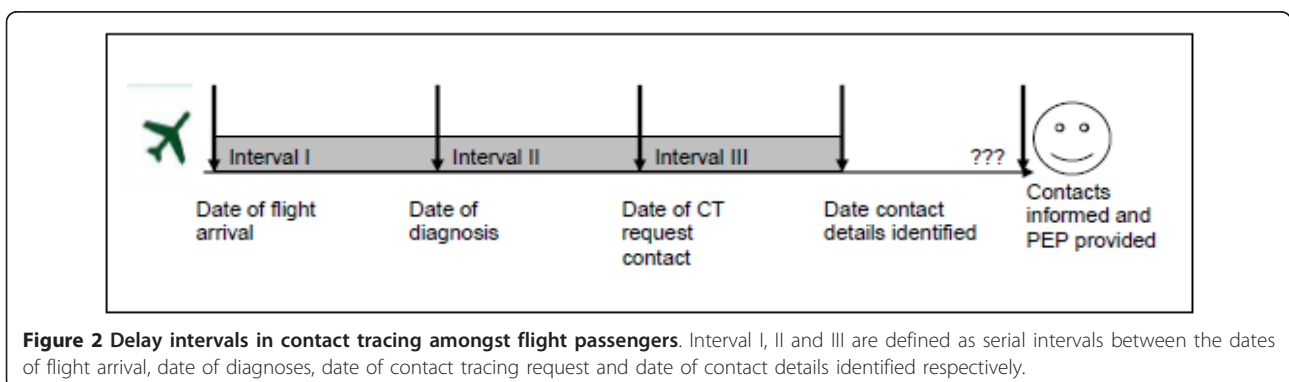 Interval I Interval II Interval III ???
Date of flight arrival
Date of diagnosis
Date of CT request contact
Date contact details identified
Contacts informed and PEP provided
Figure 2 Delay intervals in contact tracing amongst flight passengers. Interval I, II and III are defined as serial intervals between the dates
of flight arrival, date of diagnoses, date of contact tracing request and date of contact details identified respectively.